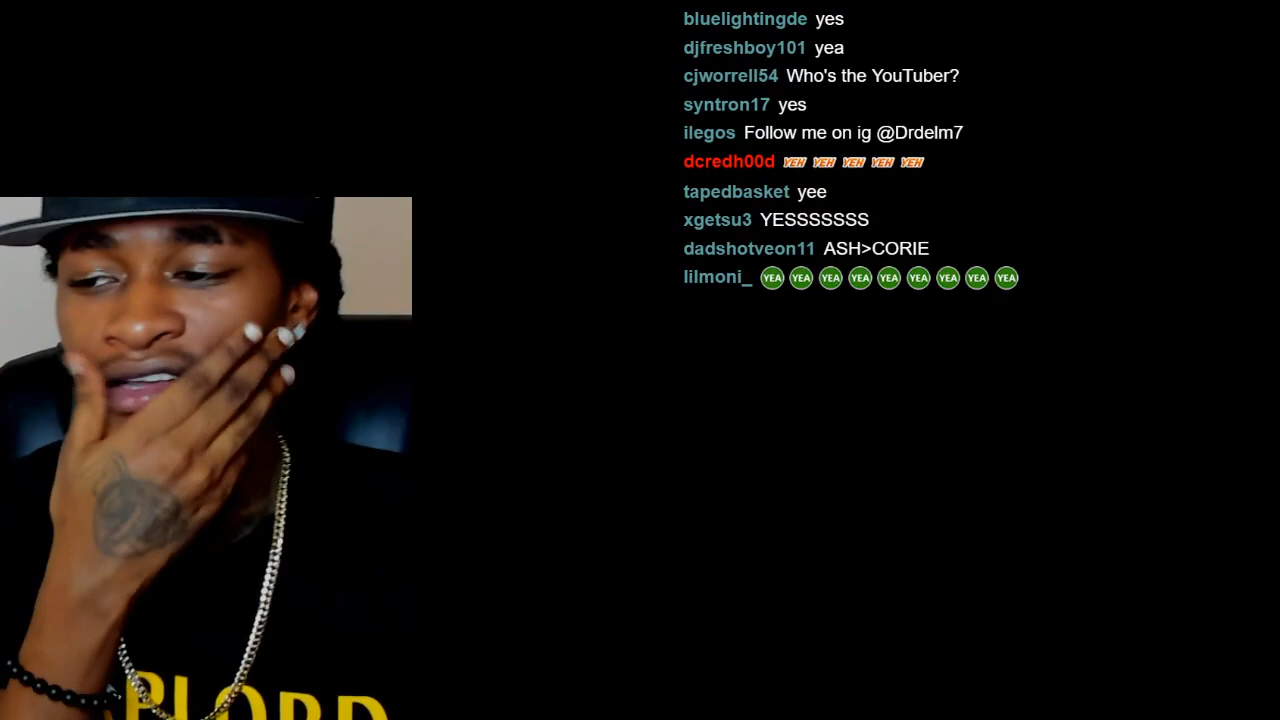 bluelightingde yes
djfreshboy101 yea
cjworrell54 Who's the YouTuber?
syntron17 yes
ilegos Follow me on ig @Drdelm7
dcredh00d YEH YEH YEH YEH YEH
tapedbasket yee
xgetsu3 YESSSSSSS
dadshotveon11 ASH>CORIE
lilmoni_ YEA YEA YEA YEA YEA YEA YEA YEA YEA